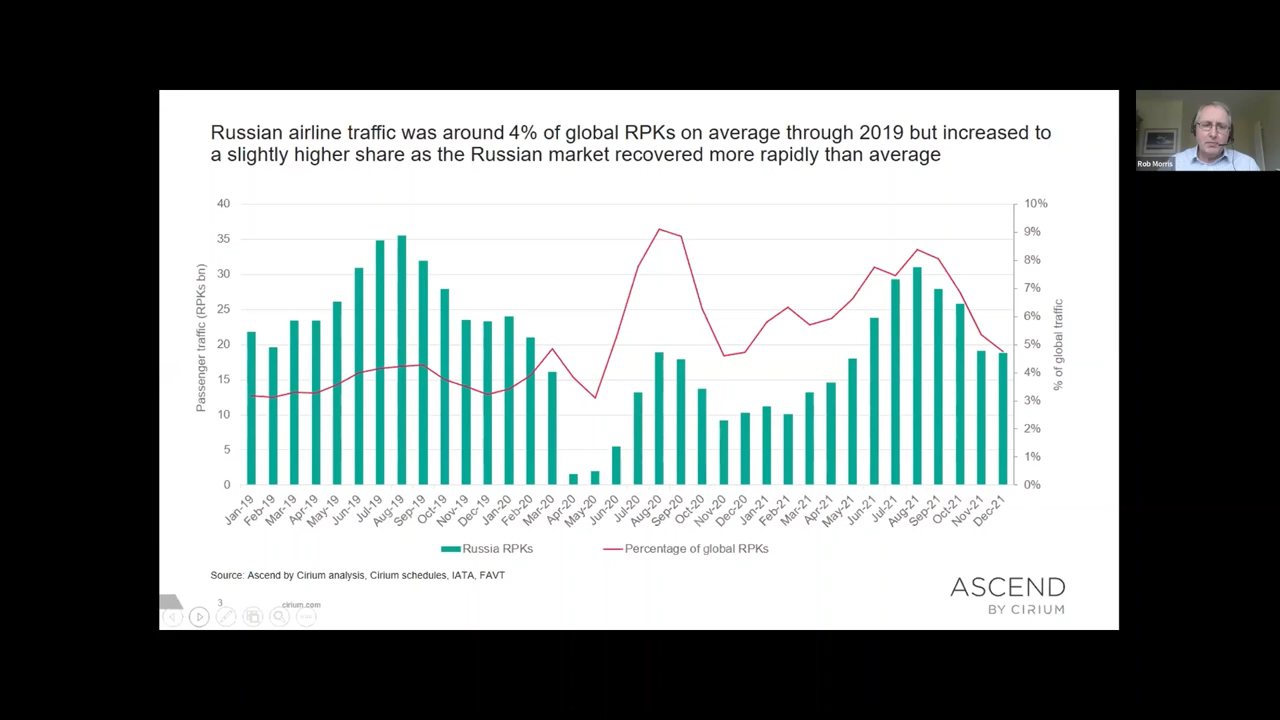 Russian airline traffic was around 4% of global RPKs on average through 2019 but increased to
a slightly higher share as the Russian market recovered more rapidly than average
Rob Morris
40
35
30
25
20
15
10
5
0
Passenger traffic (RPKs bn)
10%
9%
8%
7%
6%
5%
4%
3%
2%
1%
0%
% of global traffic
Jan-19
Feb-19
Mar-19
Apr-19
May-19
Jun-19
Jul-19
Aug-19
Sep-19
Oct-19
Nov-19
Dec-19
Jan-20
Feb-20
Mar-20
Apr-20
May-20
Jun-20
Jul-20
Aug-20
Sep-20
Oct-20
Nov-20
Dec-20
Jan-21
Feb-21
Mar-21
Apr-21
May-21
Jun-21
Jul-21
Aug-21
Sep-21
Oct-21
Nov-21
Dec-21
Russia RPKs
Percentage of global RPKs
Source: Ascend by Cirium analysis, Cirium schedules, IATA, FAVT
3
cirium.com
ASCEND
BY CIRIUM